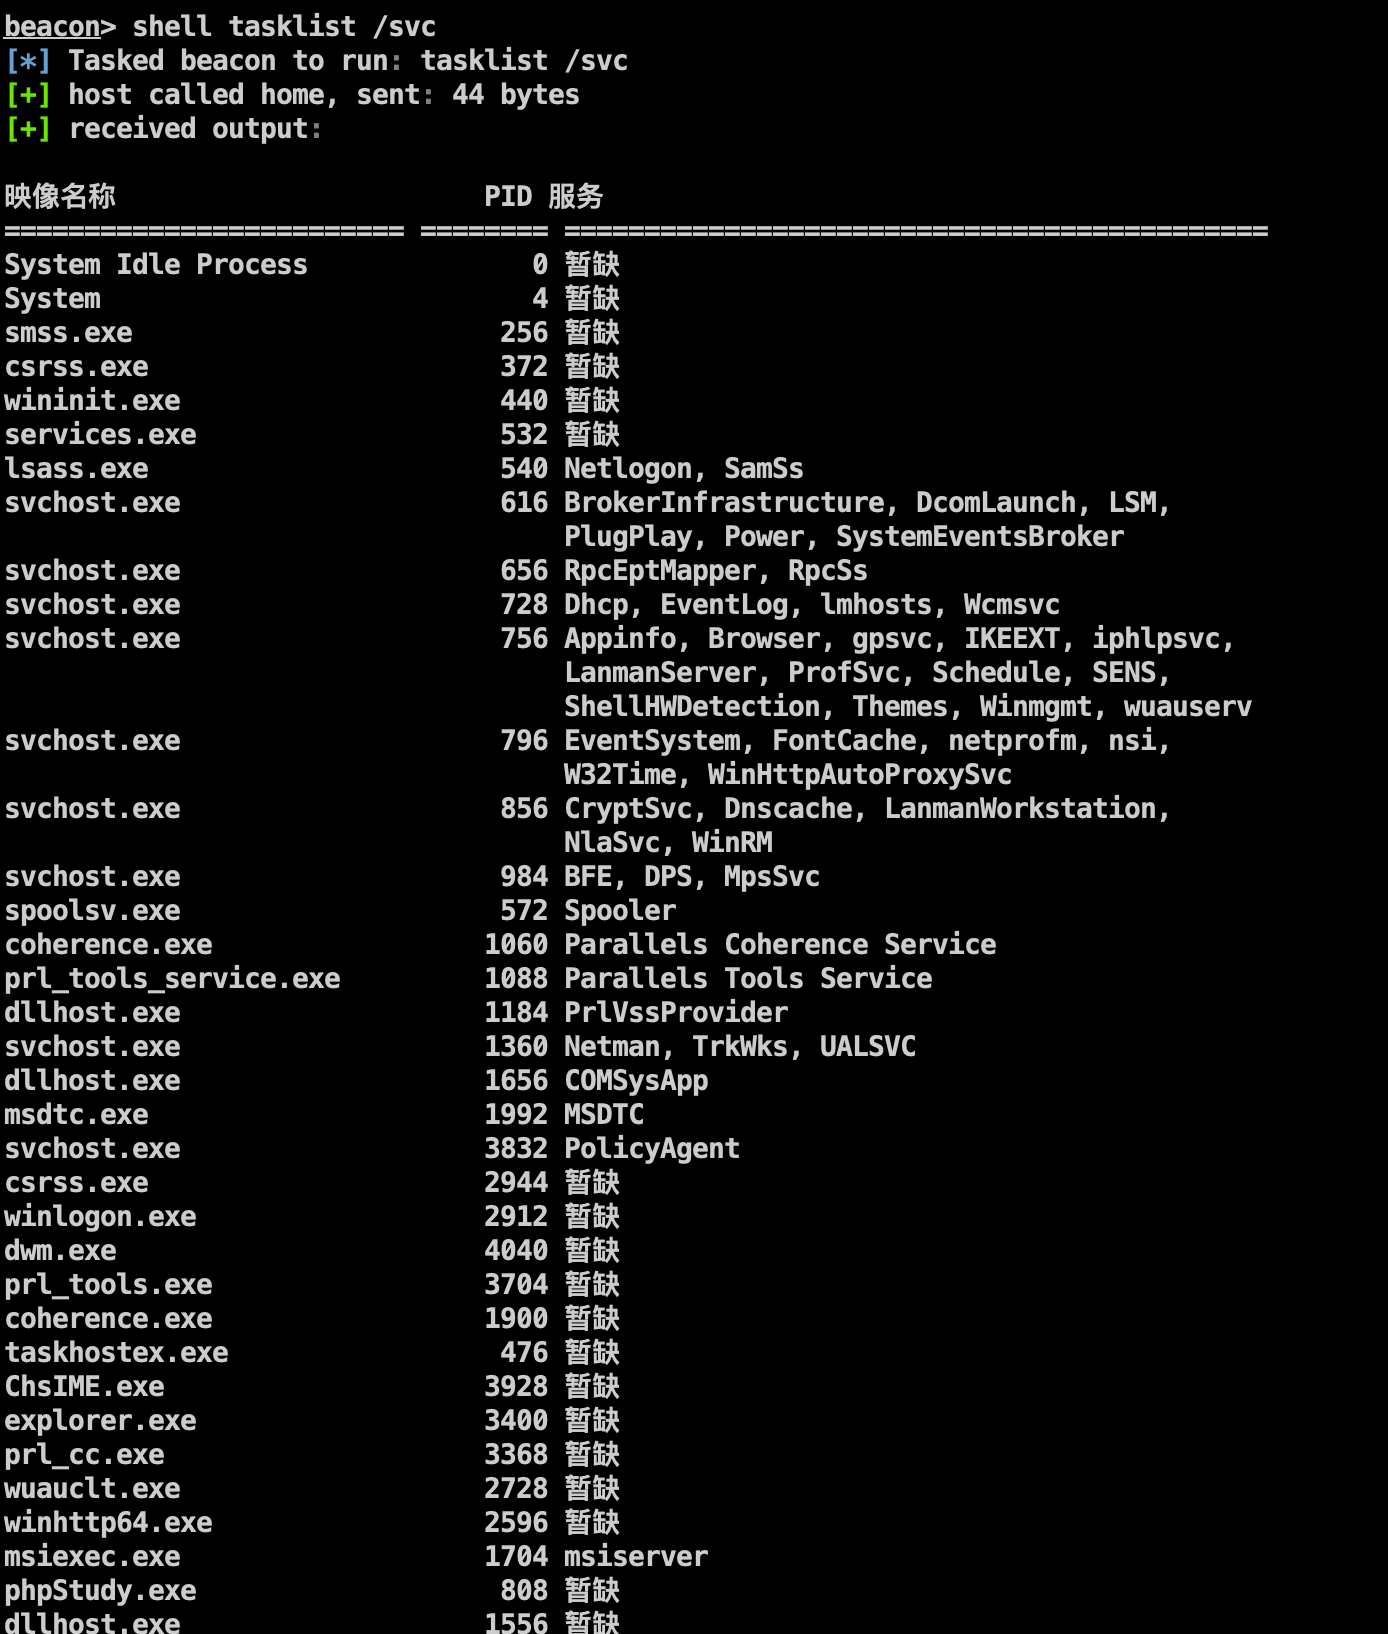 beacon> shell tasklist /svc
[*] Tasked beacon to run: tasklist /svc
[+] host called home, sent: 44 bytes
[+] received output:
映像名称                       PID 服务
========================= ======== ============================================
System Idle Process              0 暂缺
System                           4 暂缺
smss.exe                       256 暂缺
csrss.exe                      372 暂缺
wininit.exe                    440 暂缺
services.exe                   532 暂缺
lsass.exe                      540 Netlogon, SamSs
svchost.exe                    616 BrokerInfrastructure, DcomLaunch, LSM,
                                   PlugPlay, Power, SystemEventsBroker
svchost.exe                    656 RpcEptMapper, RpcSs
svchost.exe                    728 Dhcp, EventLog, lmhosts, Wcmsvc
svchost.exe                    756 Appinfo, Browser, gpsvc, IKEEXT, iphlpsvc,
                                   LanmanServer, ProfSvc, Schedule, SENS,
                                   ShellHWDetection, Themes, Winmgmt, wuauserv
svchost.exe                    796 EventSystem, FontCache, netprofm, nsi,
                                   W32Time, WinHttpAutoProxySvc
svchost.exe                    856 CryptSvc, Dnscache, LanmanWorkstation,
                                   NlaSvc, WinRM
svchost.exe                    984 BFE, DPS, MpsSvc
spoolsv.exe                    572 Spooler
coherence.exe                 1060 Parallels Coherence Service
prl_tools_service.exe         1088 Parallels Tools Service
dllhost.exe                   1184 PrlVssProvider
svchost.exe                   1360 Netman, TrkWks, UALSVC
dllhost.exe                   1656 COMSysApp
msdtc.exe                     1992 MSDTC
svchost.exe                   3832 PolicyAgent
csrss.exe                     2944 暂缺
winlogon.exe                  2912 暂缺
dwm.exe                       4040 暂缺
prl_tools.exe                 3704 暂缺
coherence.exe                 1900 暂缺
taskhostex.exe                 476 暂缺
ChsIME.exe                    3928 暂缺
explorer.exe                  3400 暂缺
prl_cc.exe                    3368 暂缺
wuauclt.exe                   2728 暂缺
winhttp64.exe                 2596 暂缺
msiexec.exe                   1704 msiserver
phpStudy.exe                   808 暂缺
dllhost.exe                   1556 暂缺